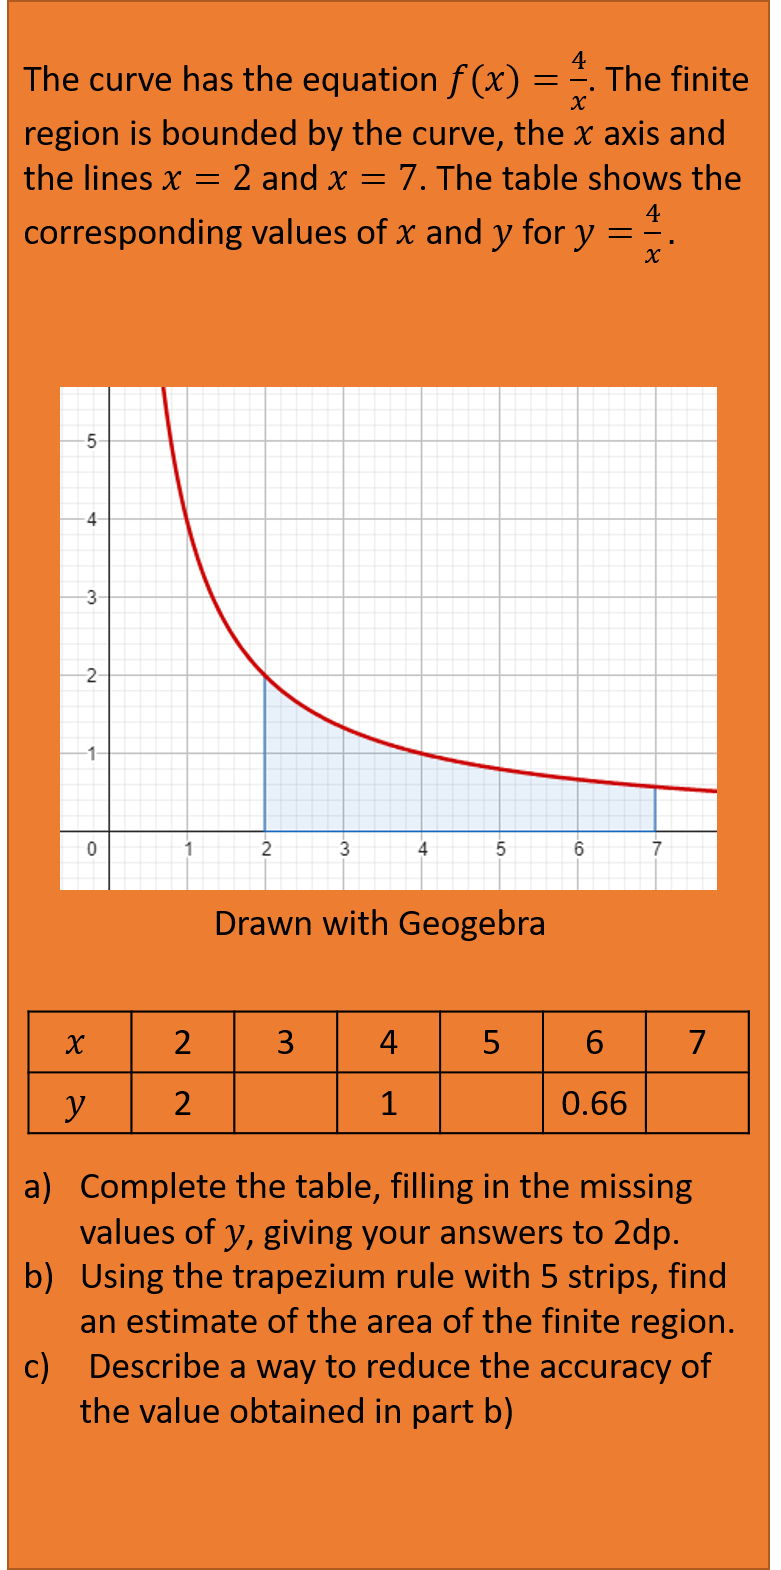 The curve has the equation f(x) = 4/x. The finite
region is bounded by the curve, the x axis and
the lines x = 2 and x = 7. The table shows the
corresponding values of x and y for y = 4/x.
5
4
3
2
1
0 1 2 3 4 5 6 7
Drawn with Geogebra
x 2 3 4 5 6 7
y 2 1 0.66
a) Complete the table, filling in the missing
values of y, giving your answers to 2dp.
b) Using the trapezium rule with 5 strips, find
an estimate of the area of the finite region.
c) Describe a way to reduce the accuracy of
the value obtained in part b)